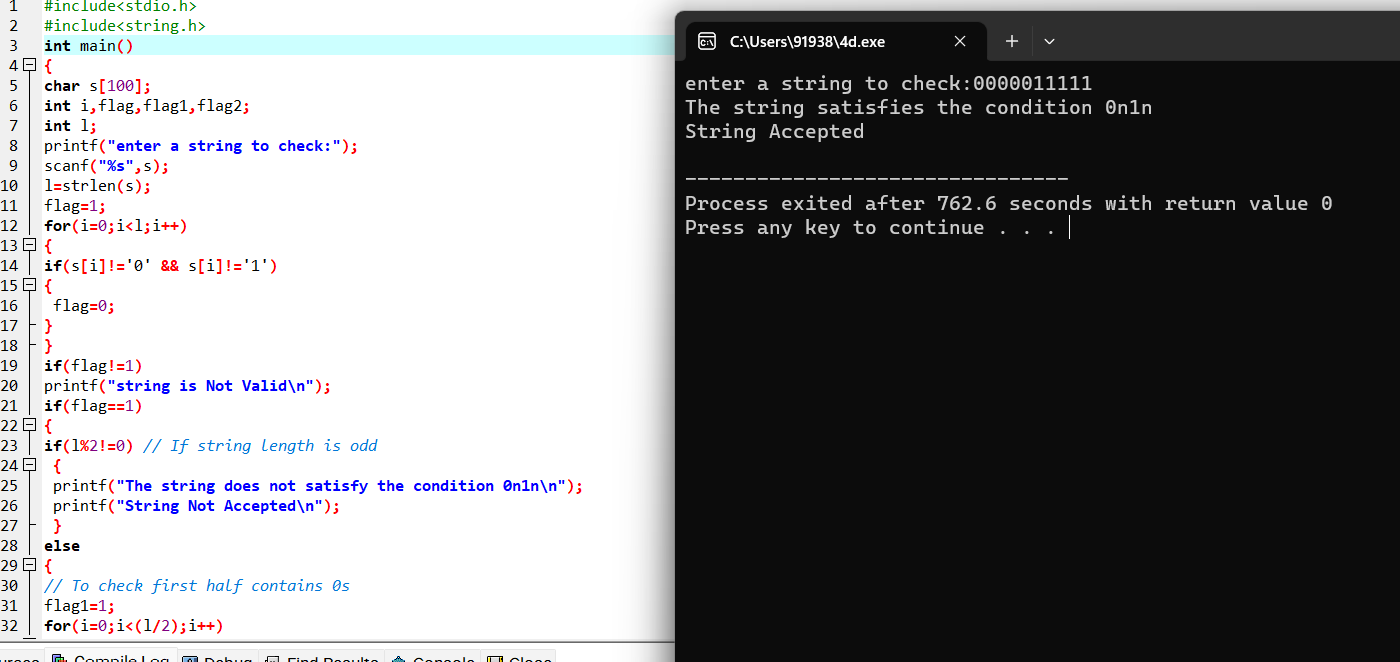 1 #include<stdio.h>
2 #include<string.h>
3 int main()
4 {
5 char s[100];
6 int i,flag,flag1,flag2;
7 int l;
8 printf("enter a string to check:");
9 scanf("%s",s);
10 l=strlen(s);
11 flag=1;
12 for(i=0;i<l;i++)
13 {
14 if(s[i]!='0' && s[i]!='1')
15 {
16 flag=0;
17 }
18 }
19 if(flag!=1)
20 printf("string is Not Valid\n");
21 if(flag==1)
22 {
23 if(l%2!=0) // If string length is odd
24 {
25 printf("The string does not satisfy the condition 0n1n\n");
26 printf("String Not Accepted\n");
27 }
28 else
29 {
30 // To check first half contains 0s
31 flag1=1;
32 for(i=0;i<(l/2);i++)
Compile Log Debug Find Results Console Close
C:\Users\91938\4d.exe
enter a string to check:0000011111
The string satisfies the condition 0n1n
String Accepted
--------------------------------
Process exited after 762.6 seconds with return value 0
Press any key to continue . . .